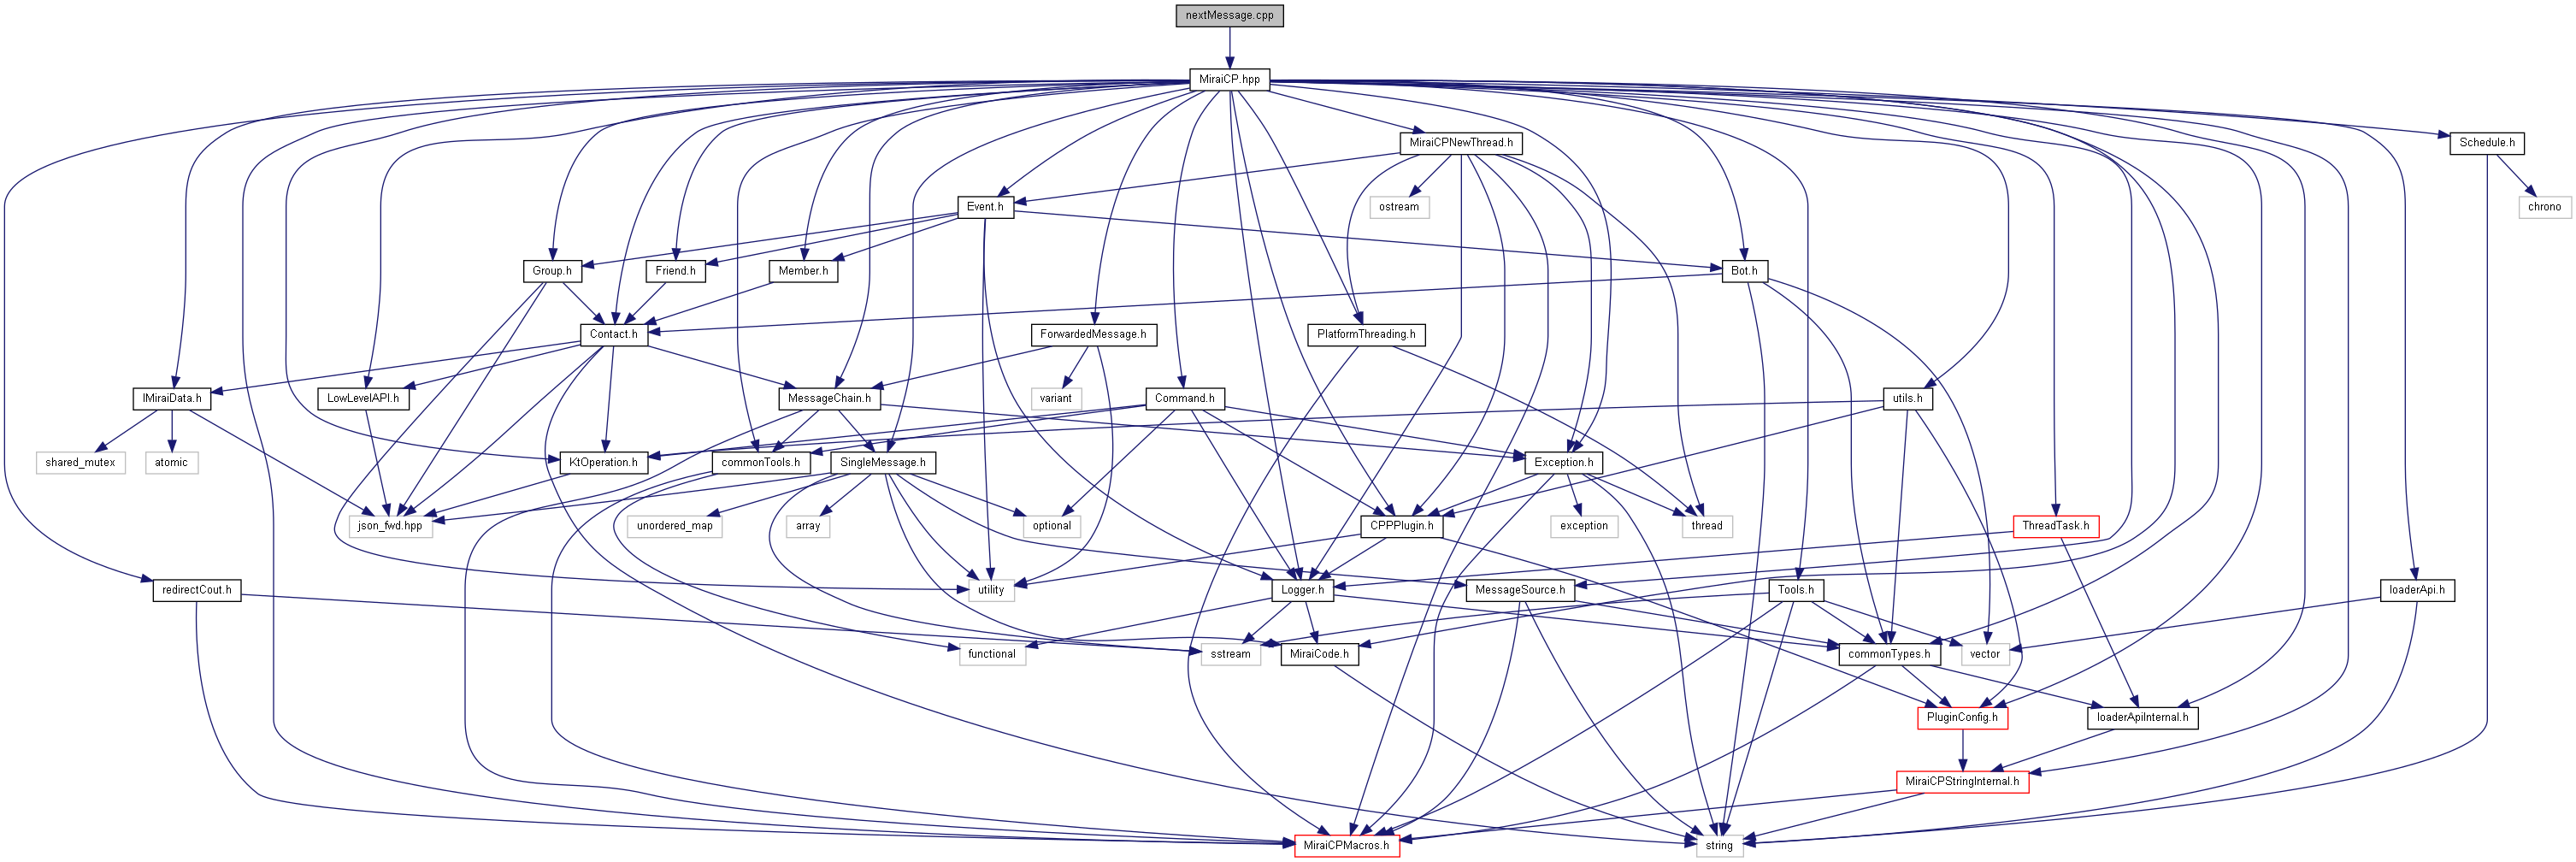 nextMessage.cpp
MiraiCP.hpp
MiraiCPNewThread.h
Schedule.h
ostream
Event.h
chrono
Group.h
Friend.h
Member.h
Bot.h
Contact.h
ForwardedMessage.h
PlatformThreading.h
IMiraiData.h
LowLevelAPI.h
MessageChain.h
variant
Command.h
utils.h
shared_mutex
atomic
KtOperation.h
commonTools.h
SingleMessage.h
Exception.h
json_fwd.hpp
unordered_map
array
optional
CPPPlugin.h
exception
thread
ThreadTask.h
redirectCout.h
utility
Logger.h
MessageSource.h
Tools.h
loaderApi.h
functional
sstream
MiraiCode.h
commonTypes.h
vector
PluginConfig.h
loaderApiInternal.h
MiraiCPStringInternal.h
MiraiCPMacros.h
string